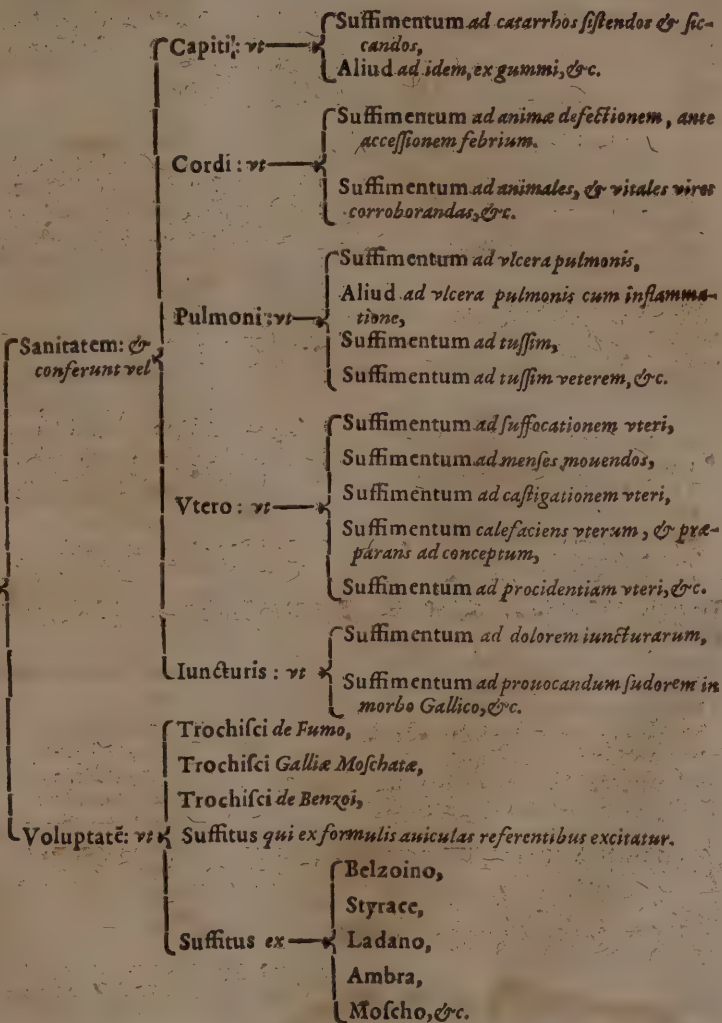 Suffimentum ad catarrhos ſiſtendos & ſic-
candos,
Capiti: vt
Aliud ad idem, ex gummi, &c.
Suffimentum ad animæ defectionem, ante
acceſſionem febrium.
Cordi: vt
Suffimentum ad animales, & vitales vires
corroborandas, &c.
Suffimentum ad vlcera pulmonis,
Aliud ad vlcera pulmonis cum inflamma-
tione,
Pulmoni: vt
Suffimentum ad tuſſim,
Suffimentum ad tuſſim veterem, &c.
Sanitatem: &
conferunt vel
Suffimentum ad ſuffocationem vteri,
Suffimentum ad menſes mouendos,
Vtero: vt
Suffimentum ad caſtigationem vteri,
Suffimentum calefaciens vterum, & præ-
párans ad conceptum,
Suffimentum ad procidentiam vteri, &c.
Suffimentum ad dolorem iuncturarum,
Iuncturis: vt
Suffimentum ad prouocandum ſudorem in
morbo Gallico, &c.
Trochiſci de Fumo,
Trochiſci Galliæ Moſchatæ,
Trochiſci de Benzoi,
Voluptatē: vt
Suffitus qui ex formulis auiculas referentibus excitatur.
Belzoino,
Styrace,
Suffitus ex
Ladano,
Ambra,
Moſcho, &c.